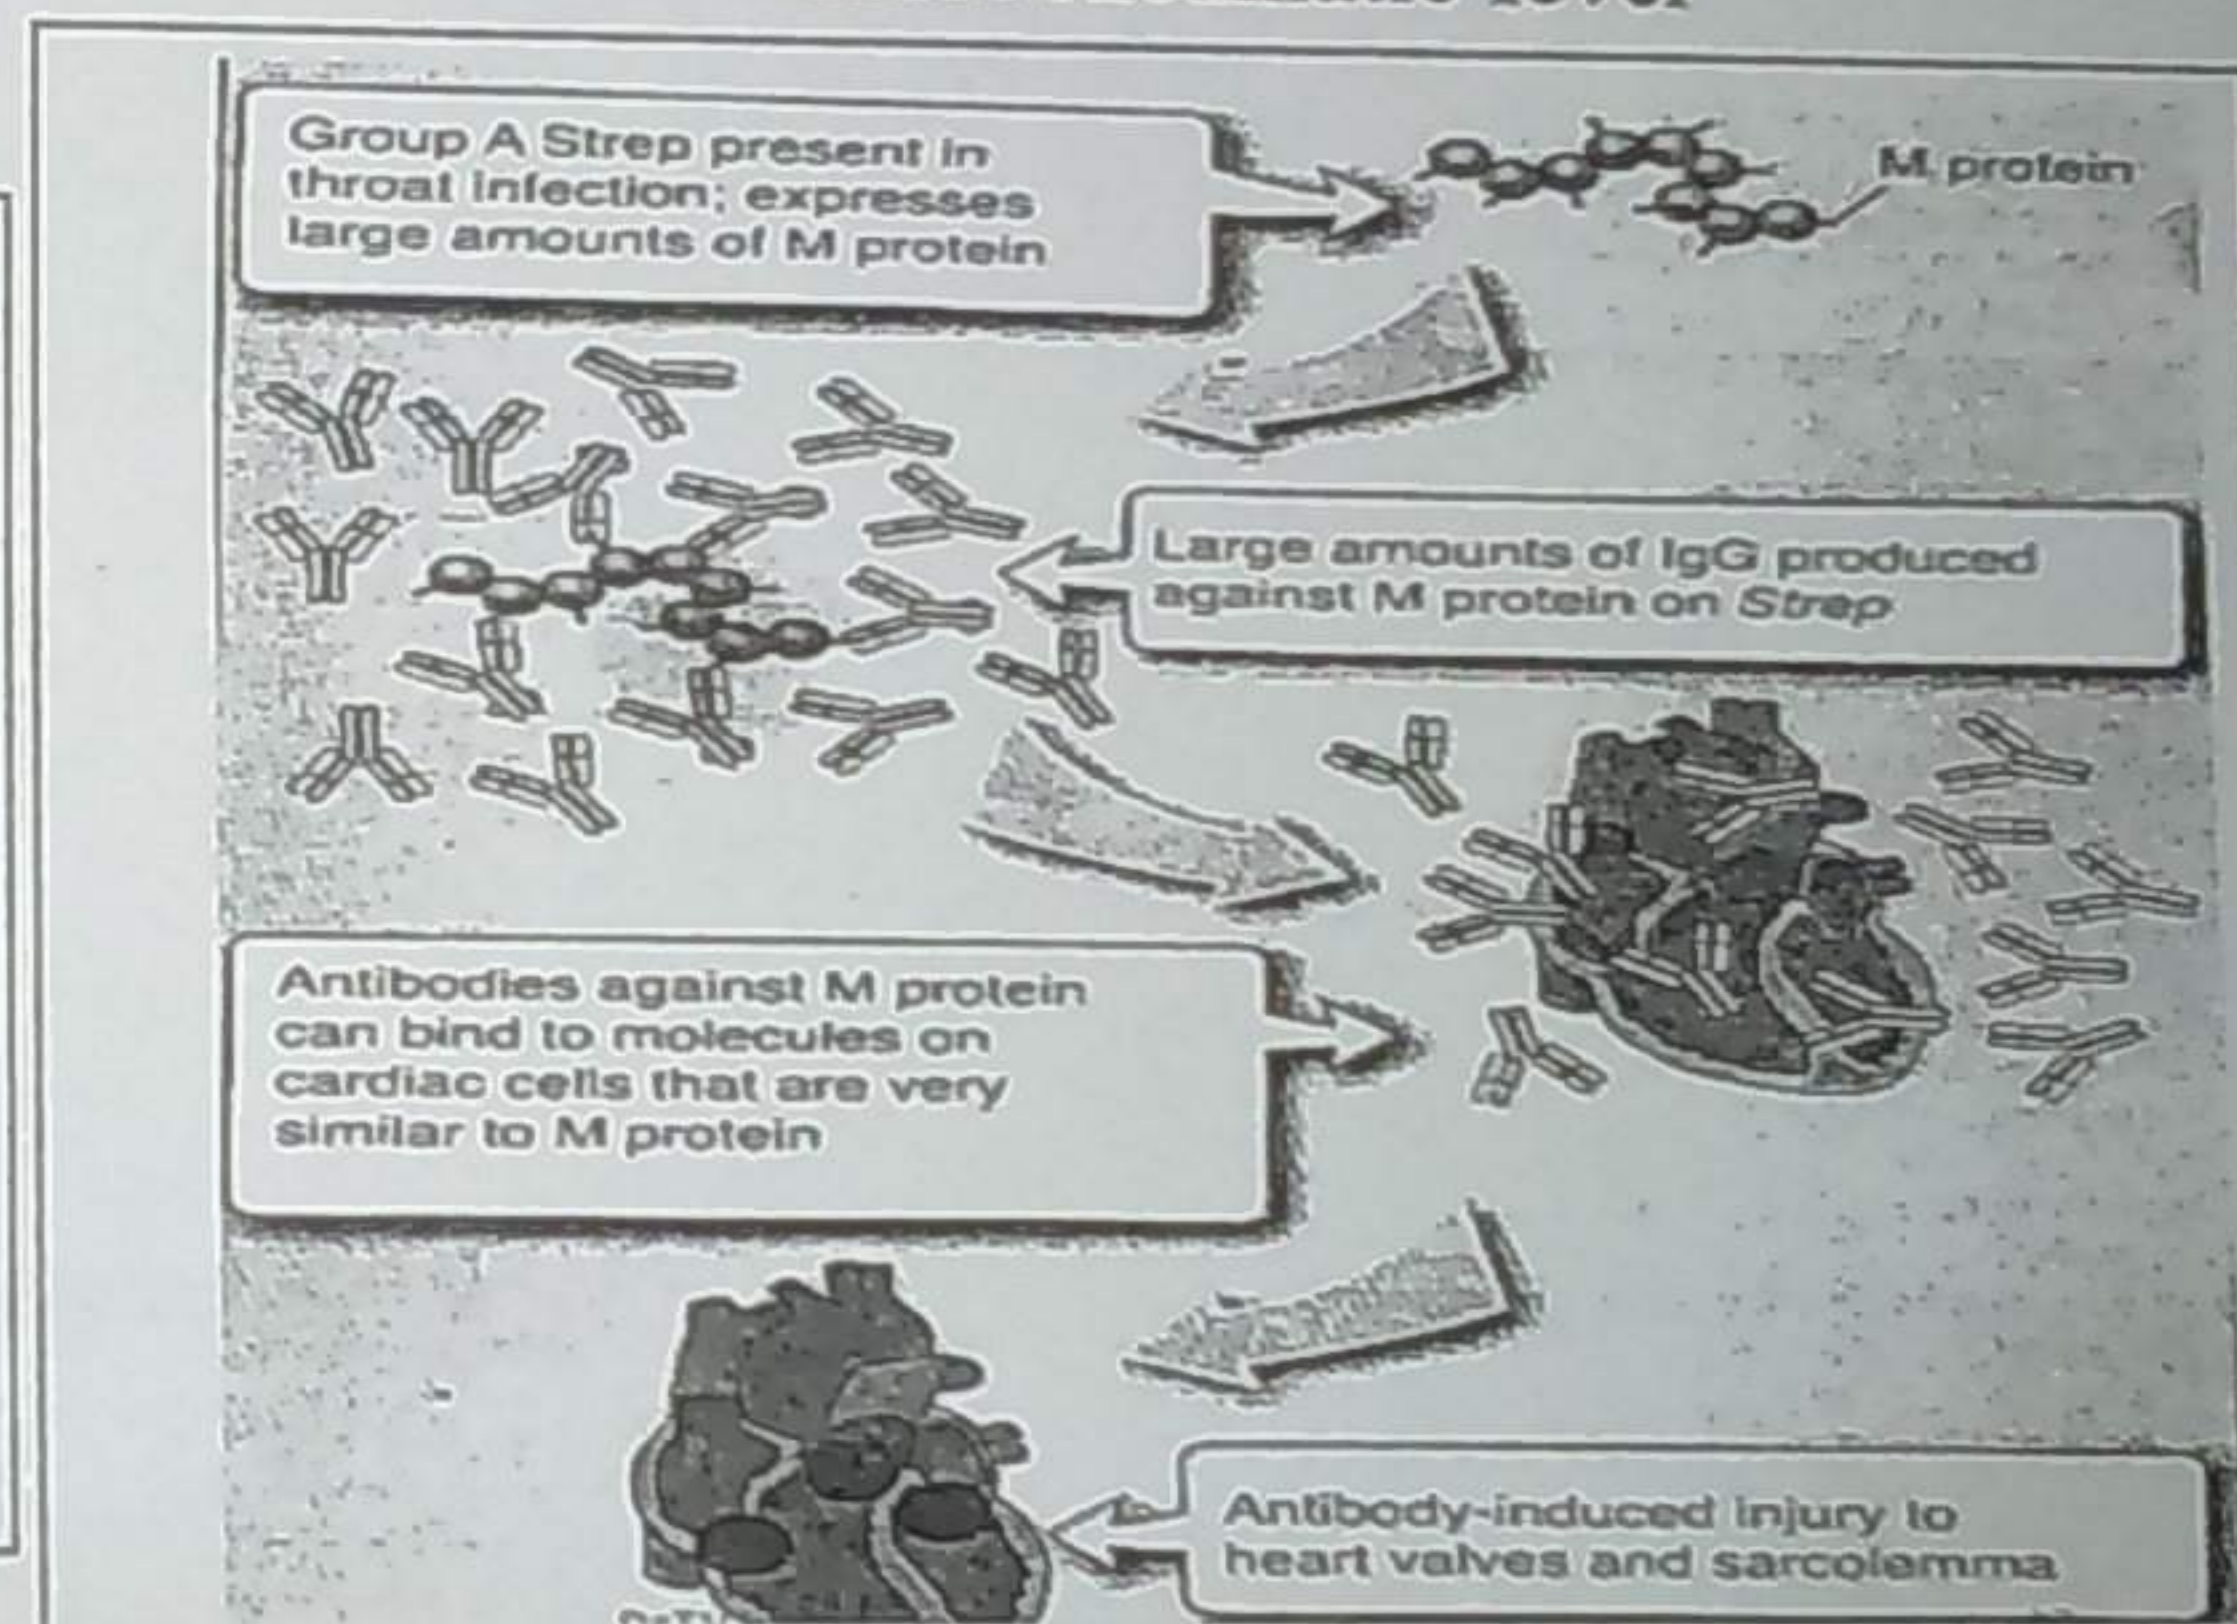 Group A Strep present in
throat infection; expresses
large amounts of M protein
M protein
Large amounts of IgG produced
against M protein on Strep
Antibodies against M protein
can bind to molecules on
cardiac cells that are very
similar to M protein
Antibody-induced injury to
heart valves and sarcolemma